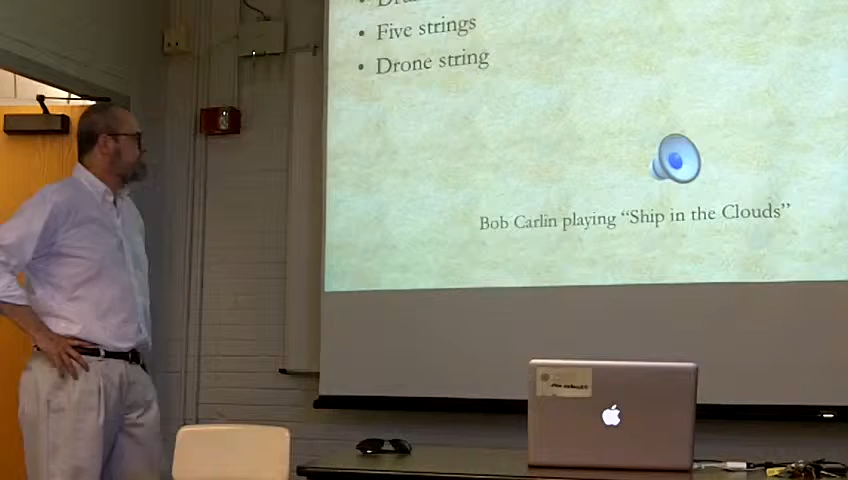 • Five strings
• Drone string
Bob Carlin playing “Ship in the Clouds”